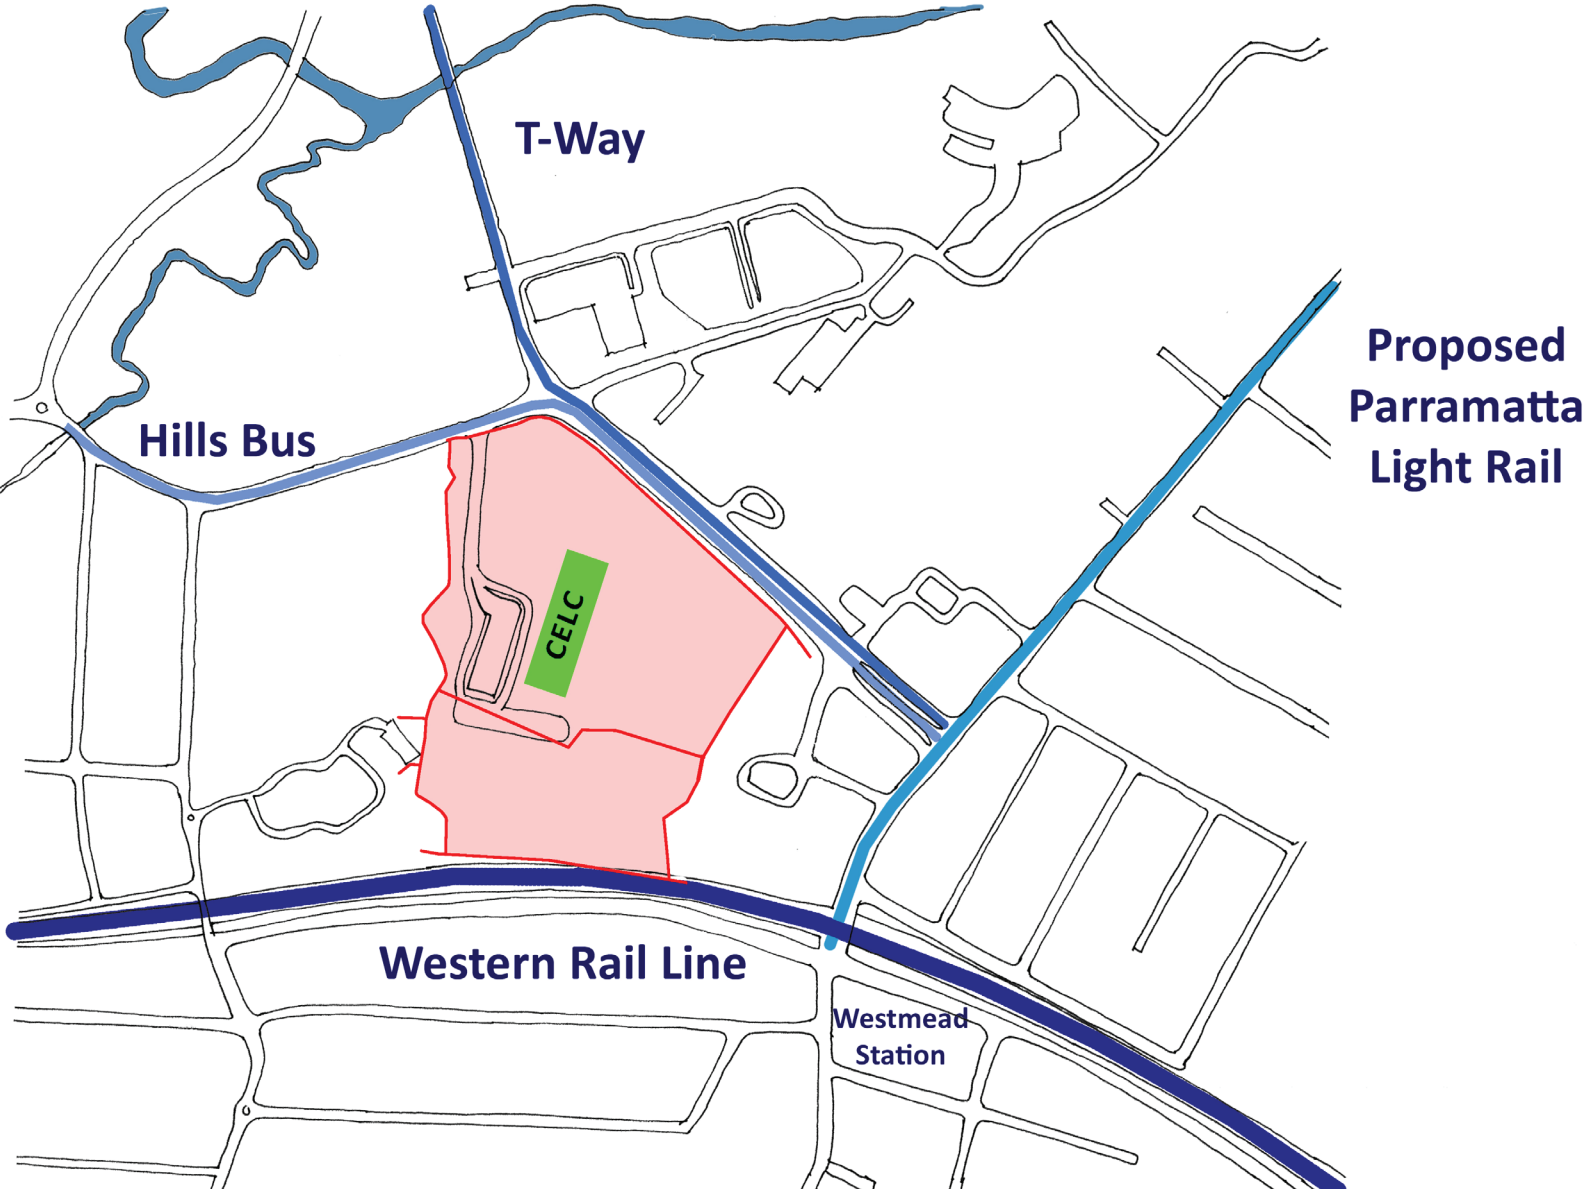 T-Way
Proposed
Parramatta
Light Rail
Hills Bus
CELC
Western Rail Line
Westmead
Station